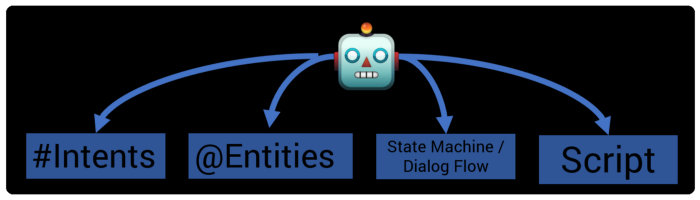 #Intents
@Entities
State Machine /
Dialog Flow
Script